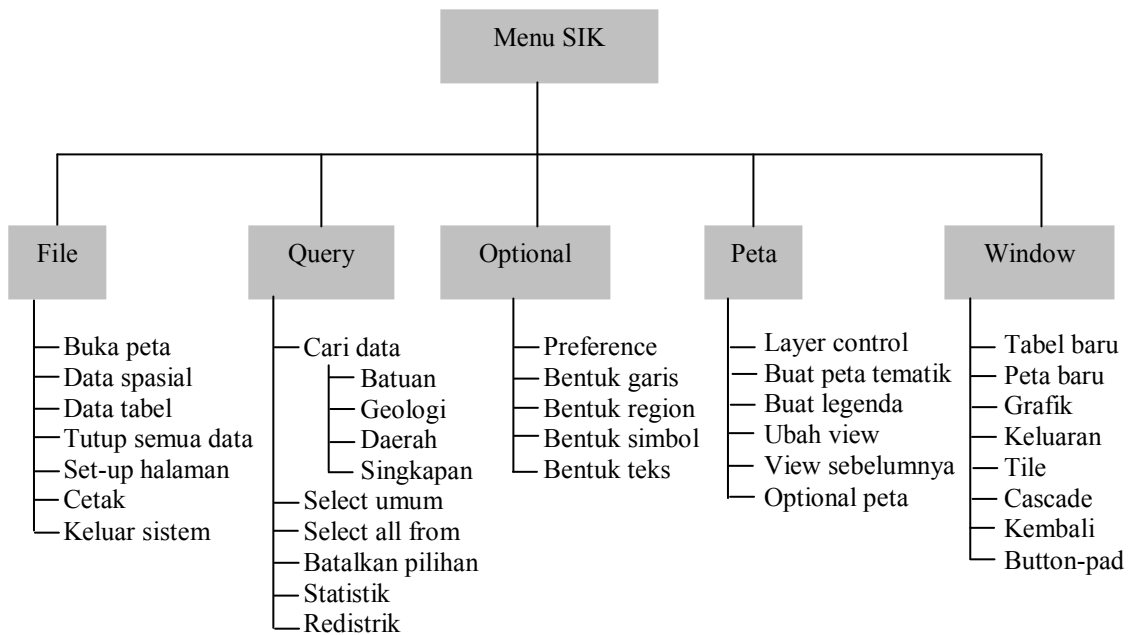 Menu SIK
File
Buka peta
Data spasial
Data tabel
Tutup semua data
Set-up halaman
Cetak
Keluar sistem
Query
Cari data
Batuan
Geologi
Daerah
Singkapan
Select umum
Select all from
Batalkan pilihan
Statistik
Redistrik
Optional
Preference
Bentuk garis
Bentuk region
Bentuk simbol
Bentuk teks
Peta
Layer control
Buat peta tematik
Buat legenda
Ubah view
View sebelumnya
Optional peta
Window
Tabel baru
Peta baru
Grafik
Keluaran
Tile
Cascade
Kembali
Button-pad